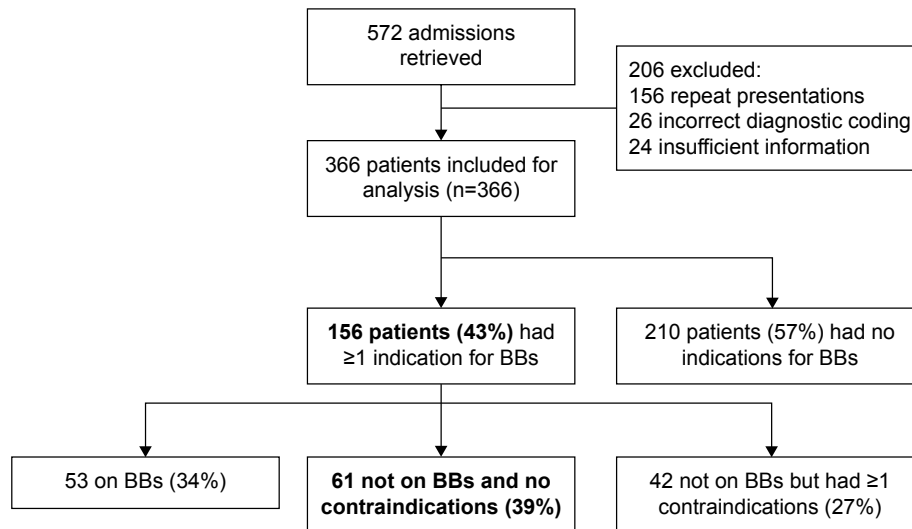 572 admissions
retrieved
206 excluded:
156 repeat presentations
26 incorrect diagnostic coding
24 insufficient information
366 patients included for
analysis (n=366)
156 patients (43%) had
≥1 indication for BBs
210 patients (57%) had no
indications for BBs
53 on BBs (34%)
61 not on BBs and no
contraindications (39%)
42 not on BBs but had ≥1
contraindications (27%)